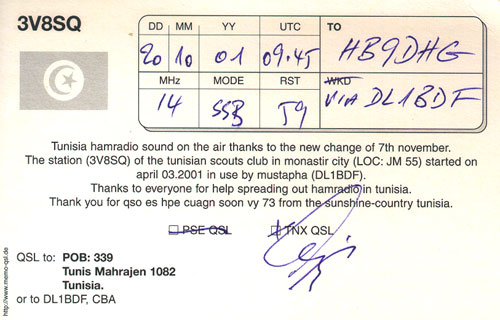 3V8SQ
DD MM YY UTC TO
20 10 01 09.45 HB9DHG
MHz MODE RST WKD
14 SSB 59 VIA DL1BDF
Tunisia hamradio sound on the air thanks to the new change of 7th november.
The station (3V8SQ) of the tunisian scouts club in monastir city (LOC: JM 55) started on
april 03.2001 in use by mustapha (DL1BDF).
Thanks to everyone for help spreading out hamradio in tunisia.
Thank you for qso es hpe cuagn soon vy 73 from the sunshine-country tunisia.
PSE QSL TNX QSL
QSL to: POB: 339
Tunis Mahrajen 1082
Tunisia.
or to DL1BDF, CBA
http://www.memo-qsl.de